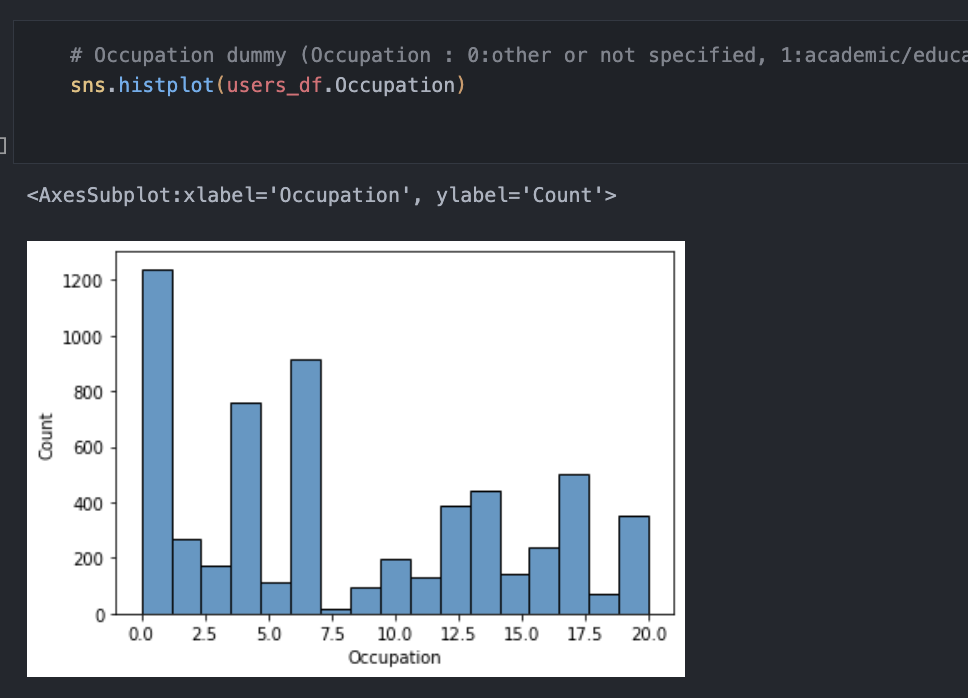 # Occupation dummy (Occupation : 0:other or not specified, 1:academic/educa
sns.histplot(users_df.Occupation)
]
<AxesSubplot:xlabel='Occupation', ylabel='Count'>
1200
1000
800
600
400
200
0
Count
0.0 2.5 5.0 7.5 10.0 12.5 15.0 17.5 20.0
Occupation